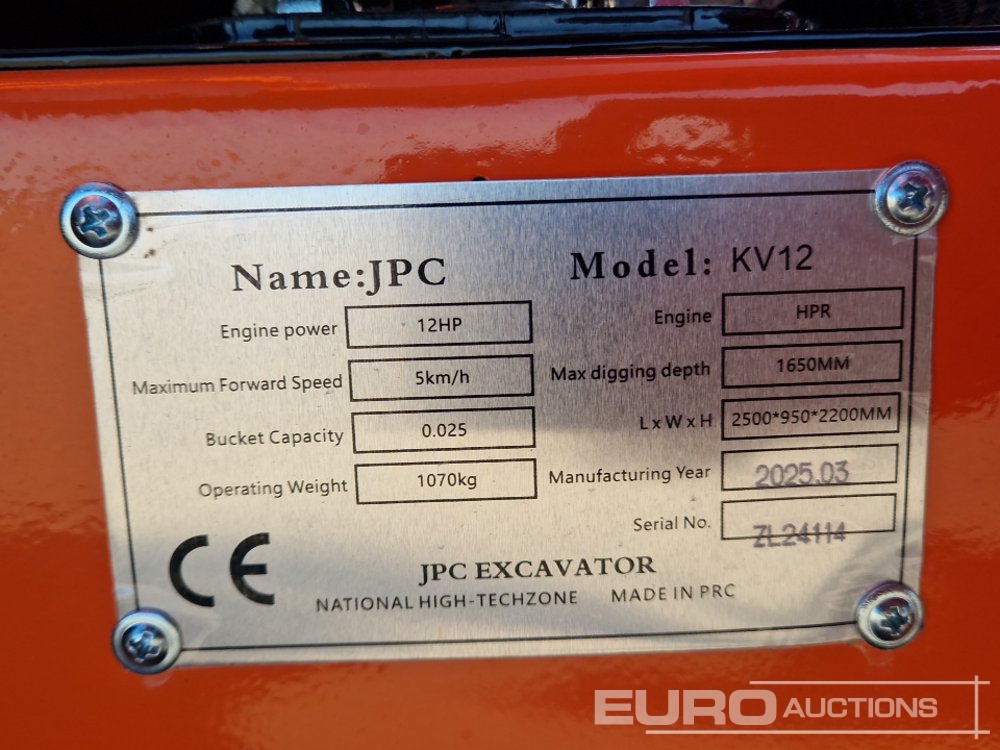 Name:JPC Model: KV12
Engine power 12HP Engine HPR
Maximum Forward Speed 5km/h Max digging depth 1650MM
Bucket Capacity 0.025 L x W x H 2500*950*2200MM
Operating Weight 1070kg Manufacturing Year 2025.03
Serial No. ZL24114
CE
JPC EXCAVATOR
NATIONAL HIGH-TECHZONE MADE IN PRC
EURO AUCTIONS